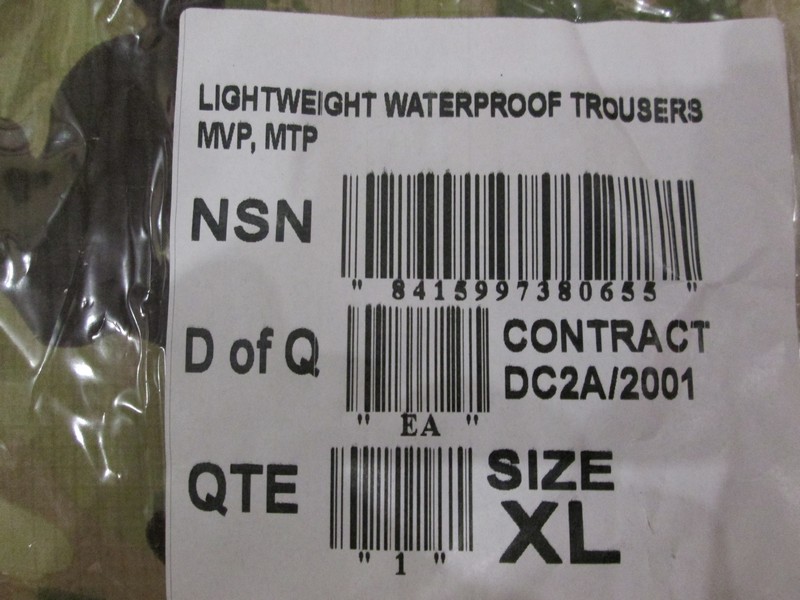 LIGHTWEIGHT WATERPROOF TROUSERS
MVP, MTP
NSN
" 8415997380655 "
D of Q
" EA "
CONTRACT
DC2A/2001
QTE
" 1 "
SIZE
XL